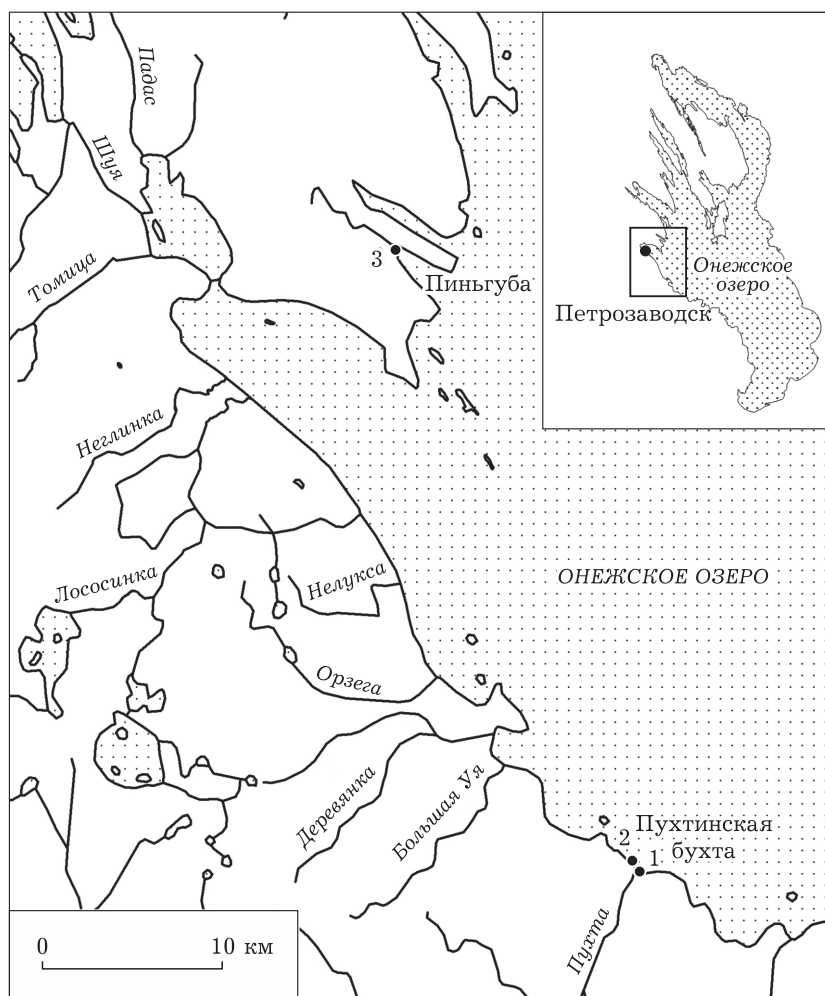 Падас
Шуя
Томица
3
Пиньгуба
Онежское
озеро
Петрозаводск
Неглинка
Лососинка
Нелукса
ОНЕЖСКОЕ ОЗЕРО
Орзега
Деревянка
Большая Уя
2
Пухтинская
бухта
1
Пухта
0
10 км